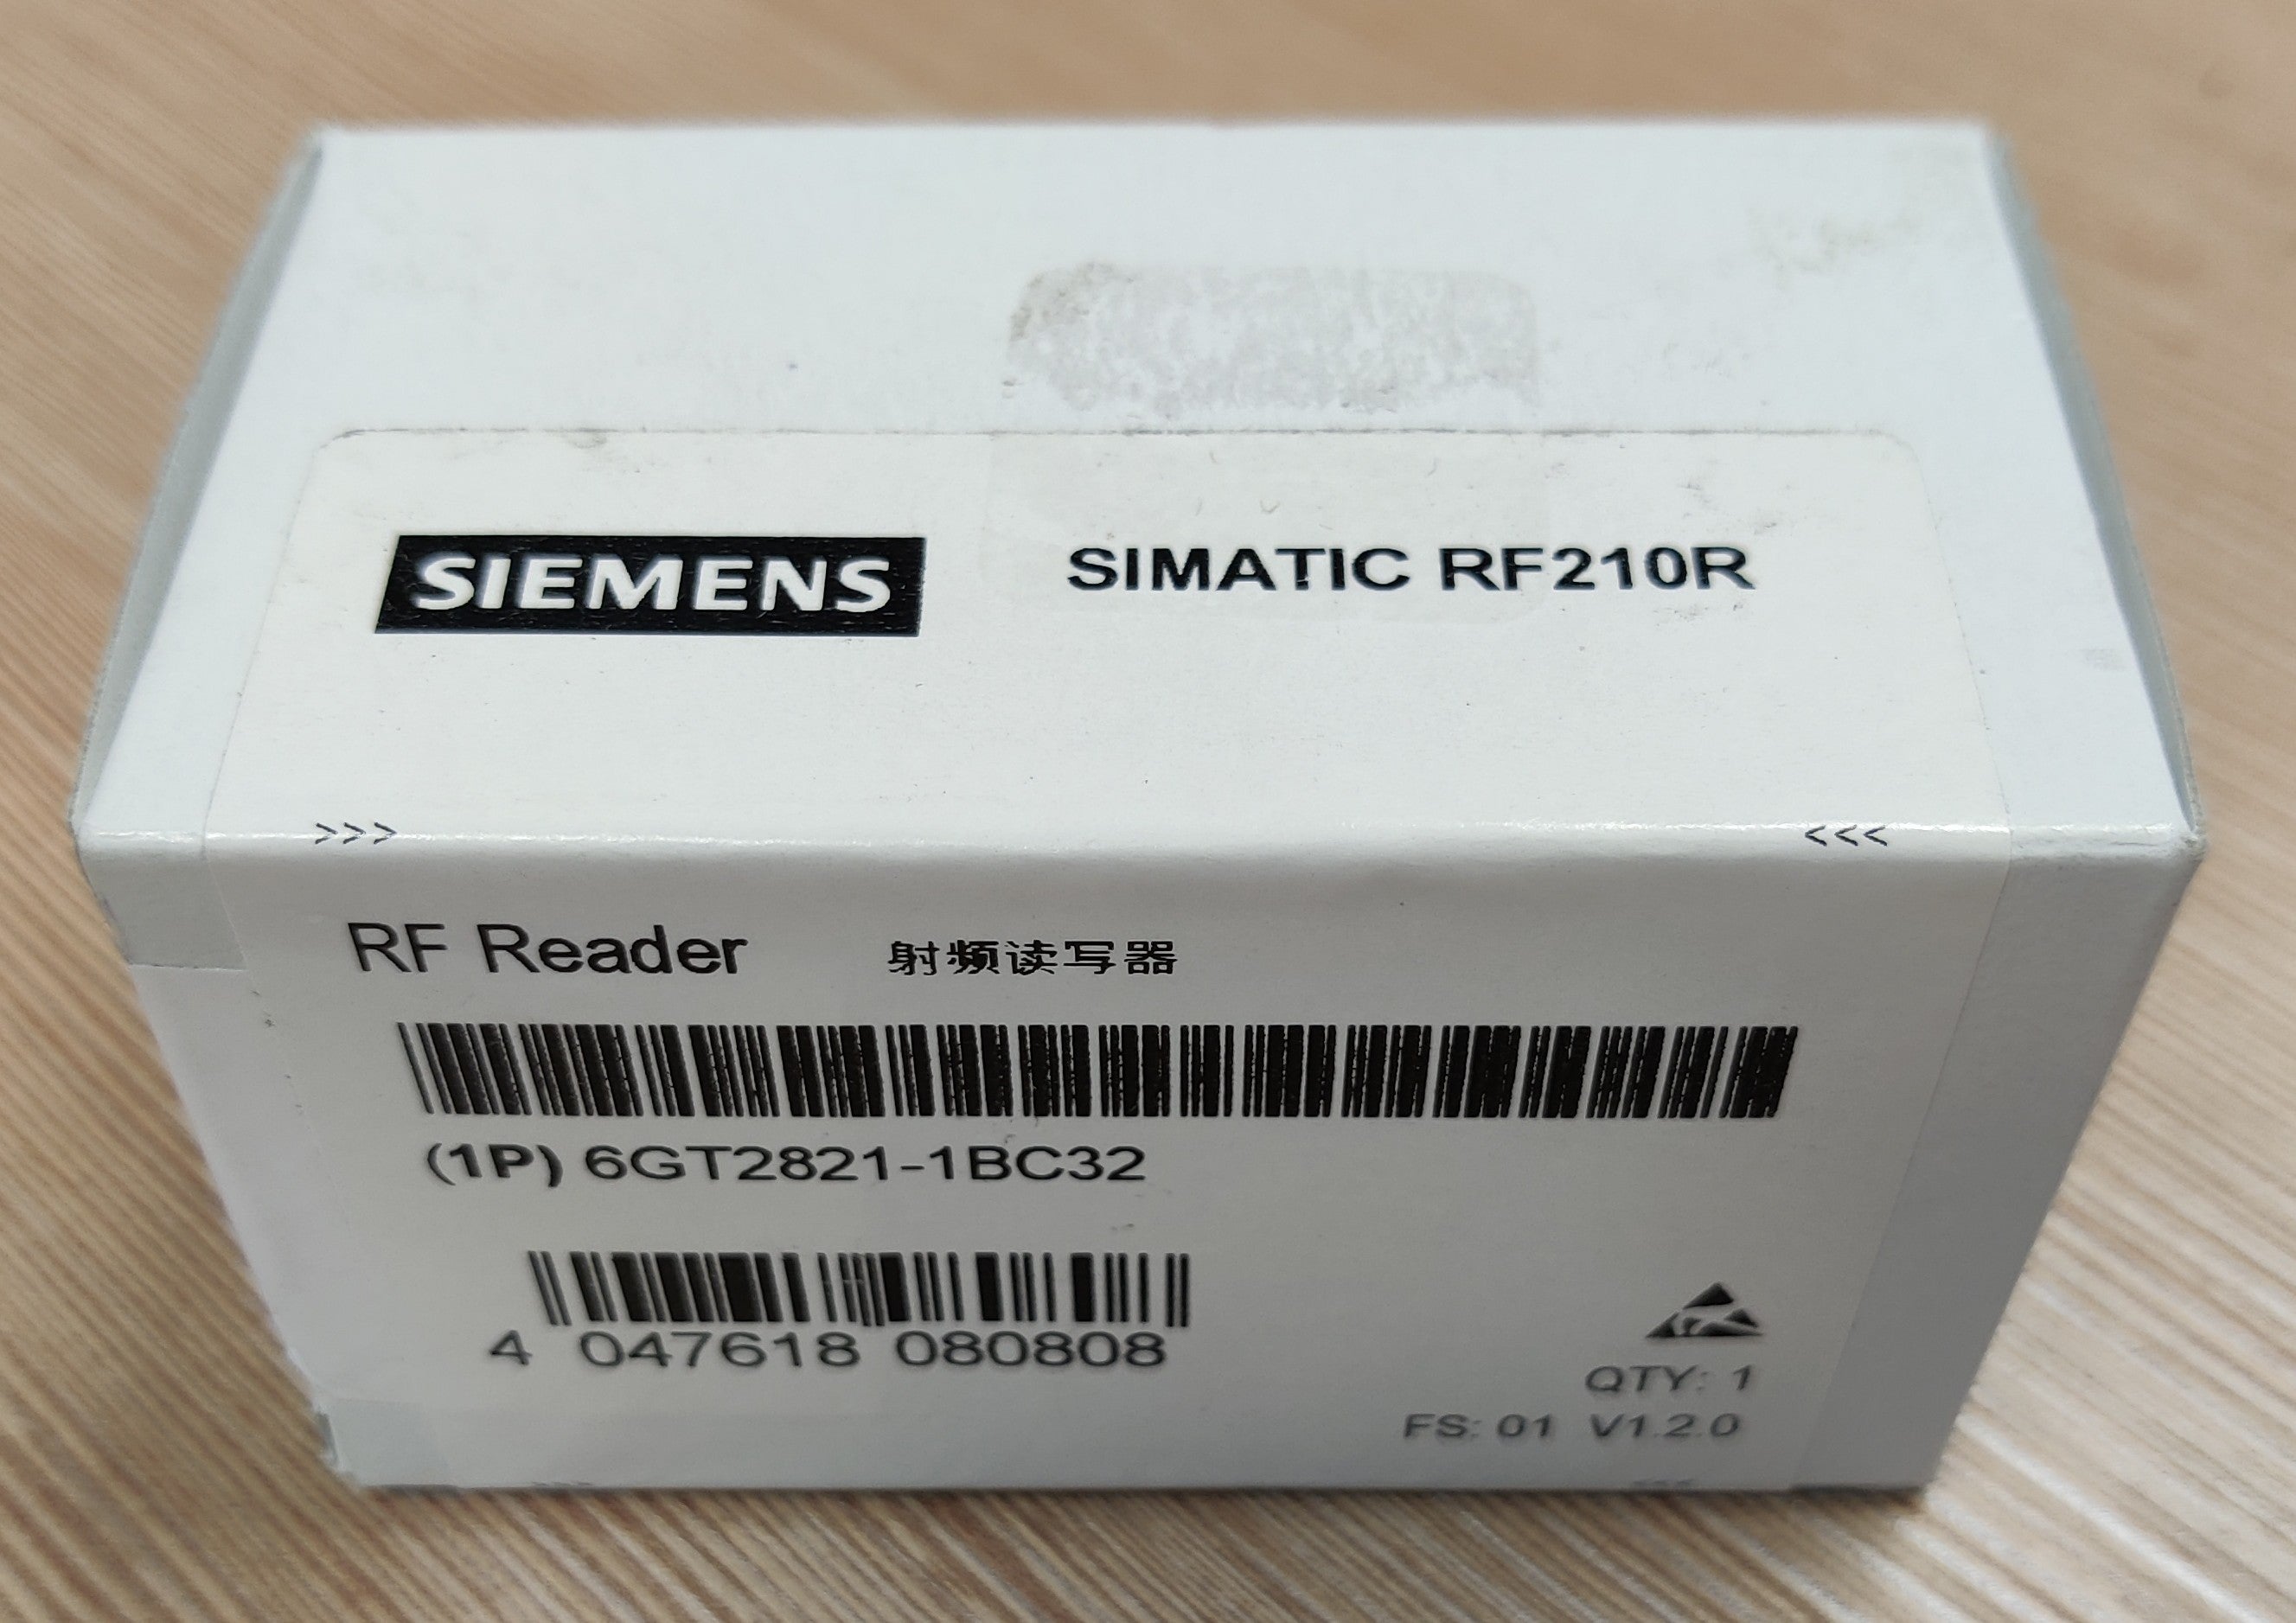 SIEMENS SIMATIC RF210R
>>> <<<
RF Reader 射频读写器
(1P) 6GT2821-1BC32
4 047618 080808
QTY: 1
FS: 01 V1.2.0
>>> <<<